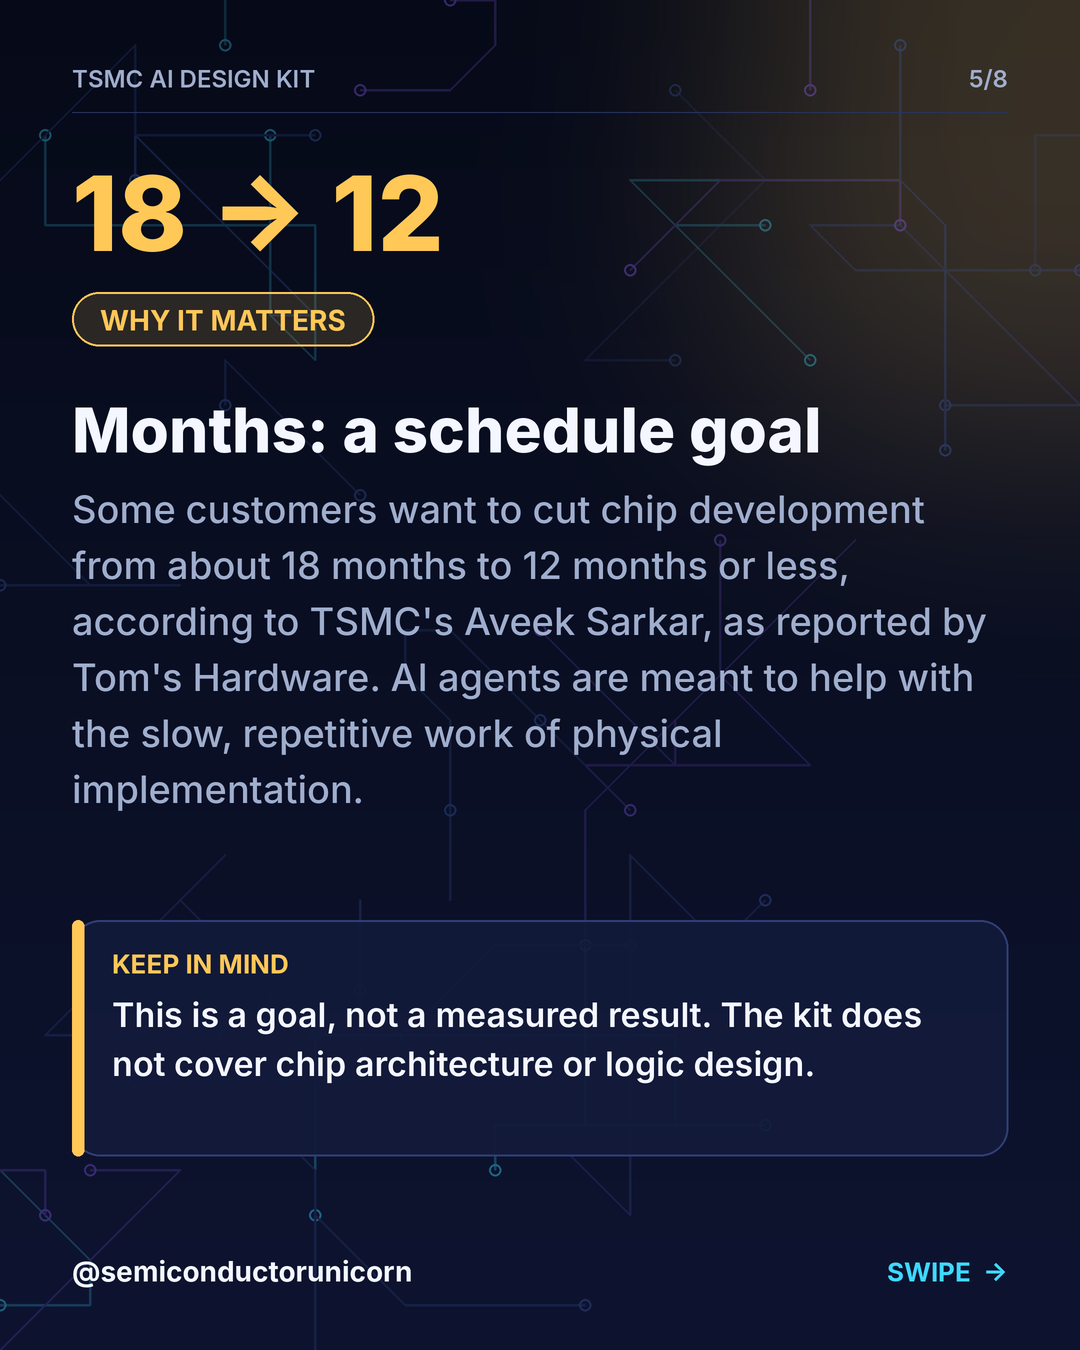 TSMC AI DESIGN KIT
5/8
18 → 12
WHY IT MATTERS
Months: a schedule goal
Some customers want to cut chip development
from about 18 months to 12 months or less,
according to TSMC's Aveek Sarkar, as reported by
Tom's Hardware. AI agents are meant to help with
the slow, repetitive work of physical
implementation.
KEEP IN MIND
This is a goal, not a measured result. The kit does
not cover chip architecture or logic design.
@semiconductorunicorn
SWIPE →